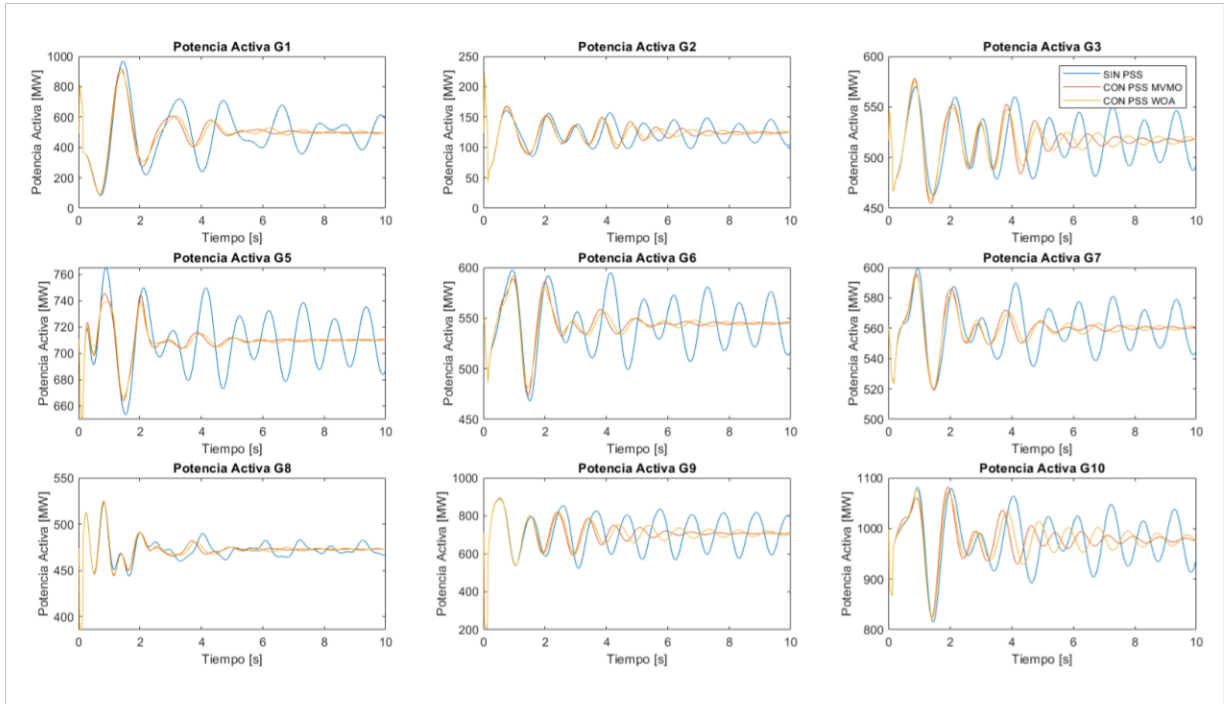 Potencia Activa G1
Potencia Activa [MW]
1000
800
600
400
200
0
0 2 4 6 8 10
Tiempo [s]
Potencia Activa G2
Potencia Activa [MW]
250
200
150
100
50
0
0 2 4 6 8 10
Tiempo [s]
Potencia Activa G3
Potencia Activa [MW]
600
550
500
450
0 2 4 6 8 10
Tiempo [s]
SIN PSS
CON PSS MVMO
CON PSS WOA
Potencia Activa G5
Potencia Activa [MW]
760
740
720
700
680
660
0 2 4 6 8 10
Tiempo [s]
Potencia Activa G6
Potencia Activa [MW]
600
550
500
450
0 2 4 6 8 10
Tiempo [s]
Potencia Activa G7
Potencia Activa [MW]
600
580
560
540
520
500
0 2 4 6 8 10
Tiempo [s]
Potencia Activa G8
Potencia Activa [MW]
550
500
450
400
0 2 4 6 8 10
Tiempo [s]
Potencia Activa G9
Potencia Activa [MW]
1000
800
600
400
200
0 2 4 6 8 10
Tiempo [s]
Potencia Activa G10
Potencia Activa [MW]
1100
1000
900
800
0 2 4 6 8 10
Tiempo [s]